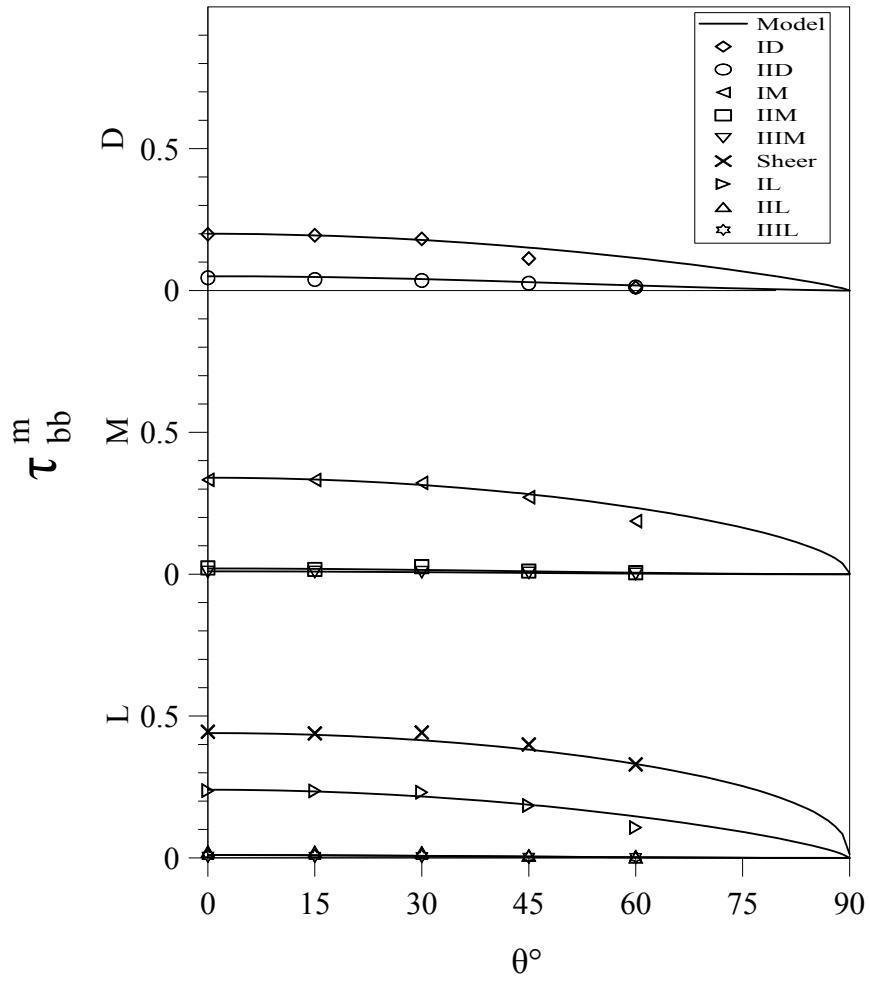 Model
ID
IID
IM
IIM
IIIM
Sheer
IL
IIL
IIIL
D
0.5
0
τ m bb
M
0.5
0
L
0.5
0
0 15 30 45 60 75 90
θ°